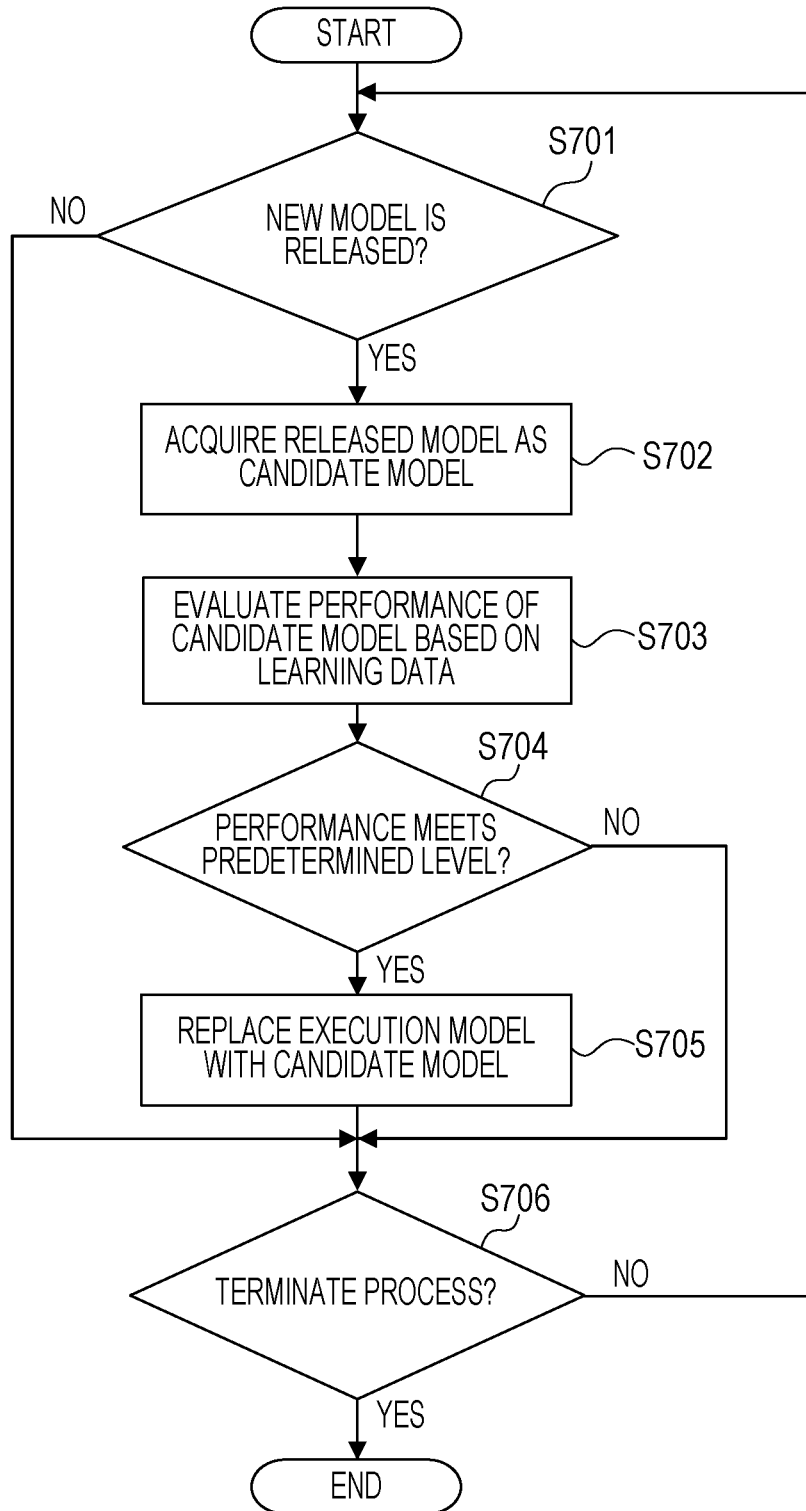 START
S701
NO
NEW MODEL IS
RELEASED?
YES
ACQUIRE RELEASED MODEL AS
CANDIDATE MODEL
S702
EVALUATE PERFORMANCE OF
CANDIDATE MODEL BASED ON
LEARNING DATA
S703
S704
PERFORMANCE MEETS
PREDETERMINED LEVEL?
NO
YES
REPLACE EXECUTION MODEL
WITH CANDIDATE MODEL
S705
S706
TERMINATE PROCESS?
NO
YES
END